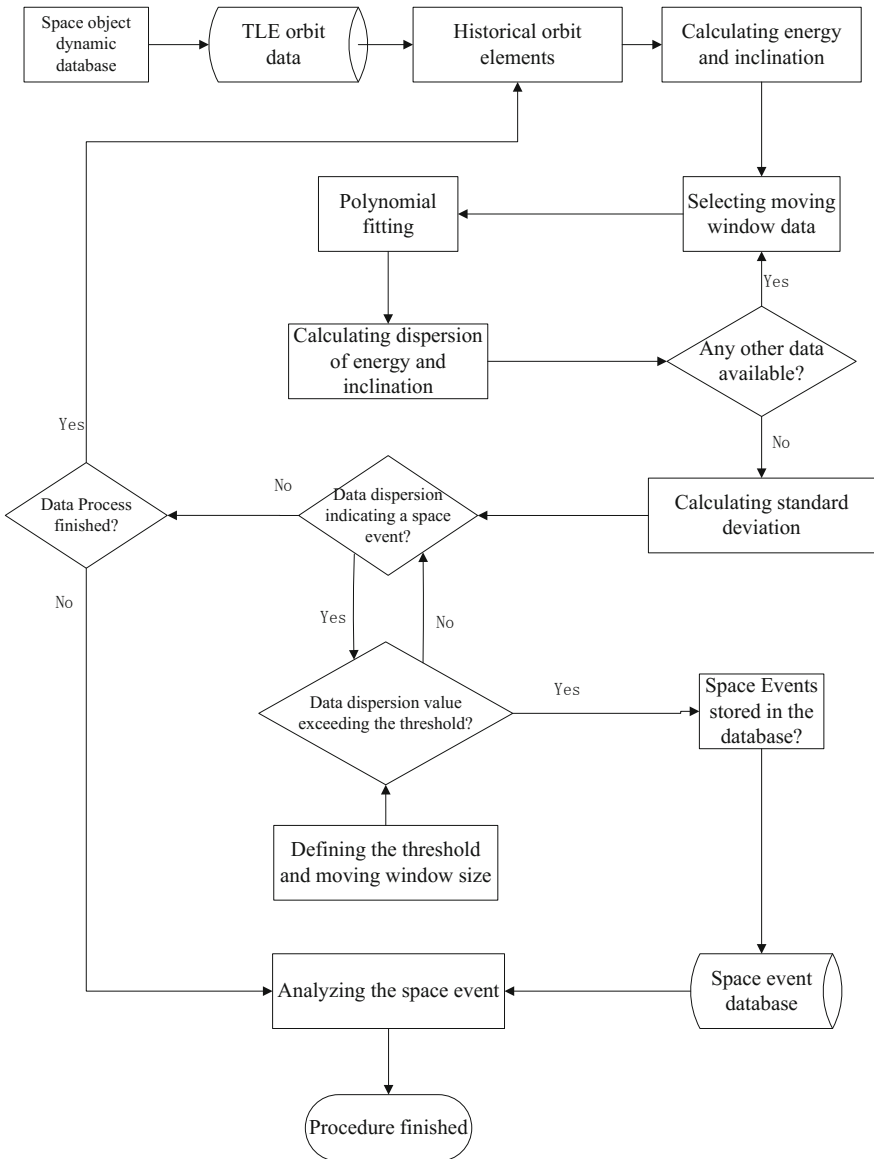 Space object
dynamic
database
TLE orbit
data
Historical orbit
elements
Calculating energy
and inclination
Polynomial
fitting
Selecting moving
window data
Yes
Calculating dispersion
of energy and
inclination
Any other data
available?
Yes
No
Data Process
finished?
No
Data dispersion
indicating a space
event?
Calculating standard
deviation
No
Yes
No
Data dispersion value
exceeding the threshold?
Yes
Space Events
stored in the
database?
Defining the threshold
and moving window size
Analyzing the space event
Space event
database
Procedure finished